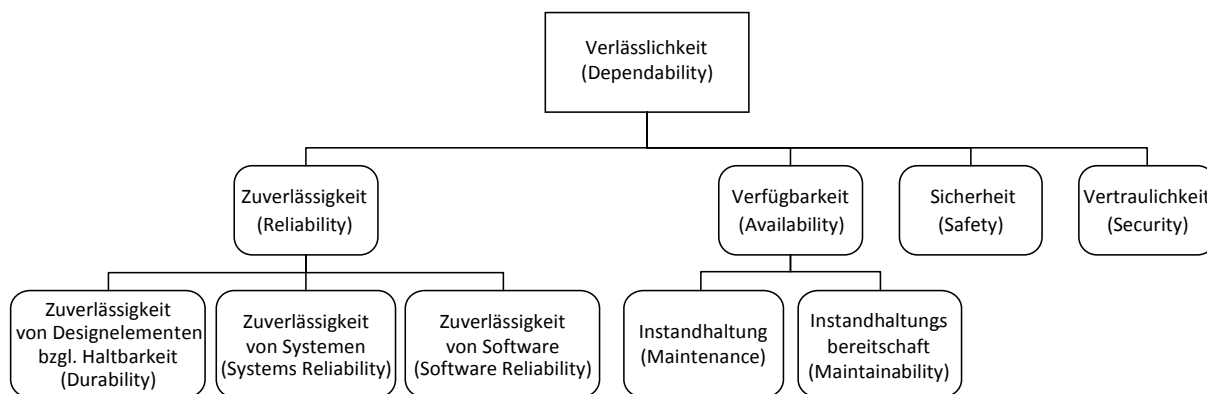 Verlässlichkeit
(Dependability)
Zuverlässigkeit
(Reliability)
Verfügbarkeit
(Availability)
Sicherheit
(Safety)
Vertraulichkeit
(Security)
Zuverlässigkeit
von Designelementen
bzgl. Haltbarkeit
(Durability)
Zuverlässigkeit
von Systemen
(Systems Reliability)
Zuverlässigkeit
von Software
(Software Reliability)
Instandhaltung
(Maintenance)
Instandhaltungs
bereitschaft
(Maintainability)